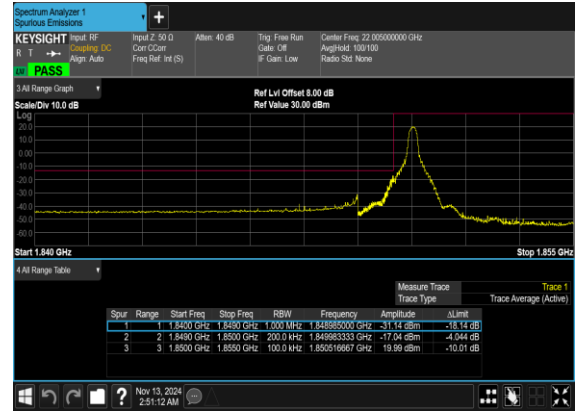 Spectrum Analyzer 1
Spurious Emissions
KEYSIGHT Input: RF Input Z: 50 Ω Atten: 40 dB Trig: Free Run Center Freq: 22.005000000 GHz
R T Coupling: DC Corr CCorr Gate: Off Avg|Hold: 100/100
Align: Auto Freq Ref: Int (S) IF Gain: Low Radio Std: None
PASS
3 All Range Graph
Ref Lvl Offset 8.00 dB
Scale/Div 10.0 dB Ref Value 30.00 dBm
Log
20.0
10.0
0.00
-10.0
-20.0
-30.0
-40.0
-50.0
-60.0
Start 1.840 GHz Stop 1.855 GHz
4 All Range Table
Measure Trace Trace 1
Trace Type Trace Average (Active)
Spur Range Start Freq Stop Freq RBW Frequency Amplitude ΔLimit
1 1 1.8400 GHz 1.8490 GHz 1.000 MHz 1.848985000 GHz -31.14 dBm -18.14 dB
2 2 1.8490 GHz 1.8500 GHz 200.0 kHz 1.849983333 GHz -17.04 dBm -4.044 dB
3 3 1.8500 GHz 1.8550 GHz 100.0 kHz 1.850516667 GHz 19.99 dBm -10.01 dB
? Nov 13, 2024
2:51:12 AM